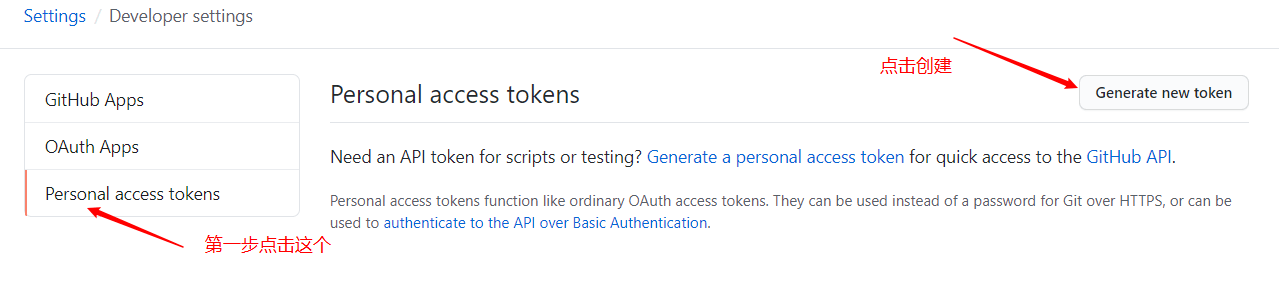 Settings / Developer settings
点击创建
GitHub Apps
OAuth Apps
Personal access tokens
第一步点击这个
Personal access tokens
Generate new token
Need an API token for scripts or testing? Generate a personal access token for quick access to the GitHub API.
Personal access tokens function like ordinary OAuth access tokens. They can be used instead of a password for Git over HTTPS, or can be
used to authenticate to the API over Basic Authentication.